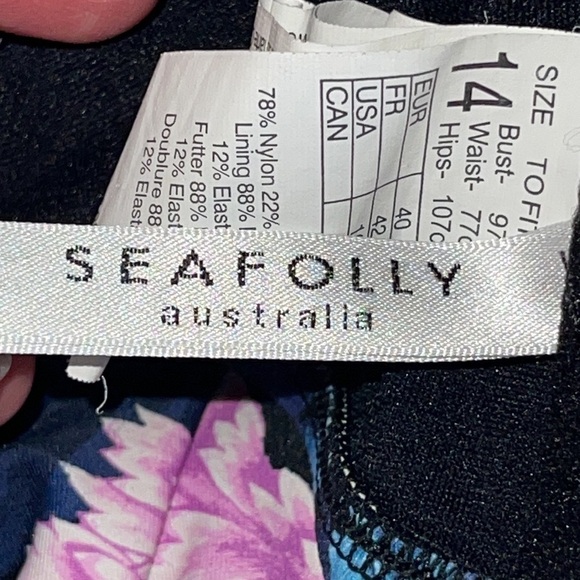 SEAFOLLY
australia
SIZE TO FIT
14
Bust- 97
Waist- 77c
Hips- 107c
EUR 40
FR 42
USA
CAN
78% Nylon 22%
Lining 88%
12% Elast
Futter 88%
12% Elast
Doublure 88
12% Elast